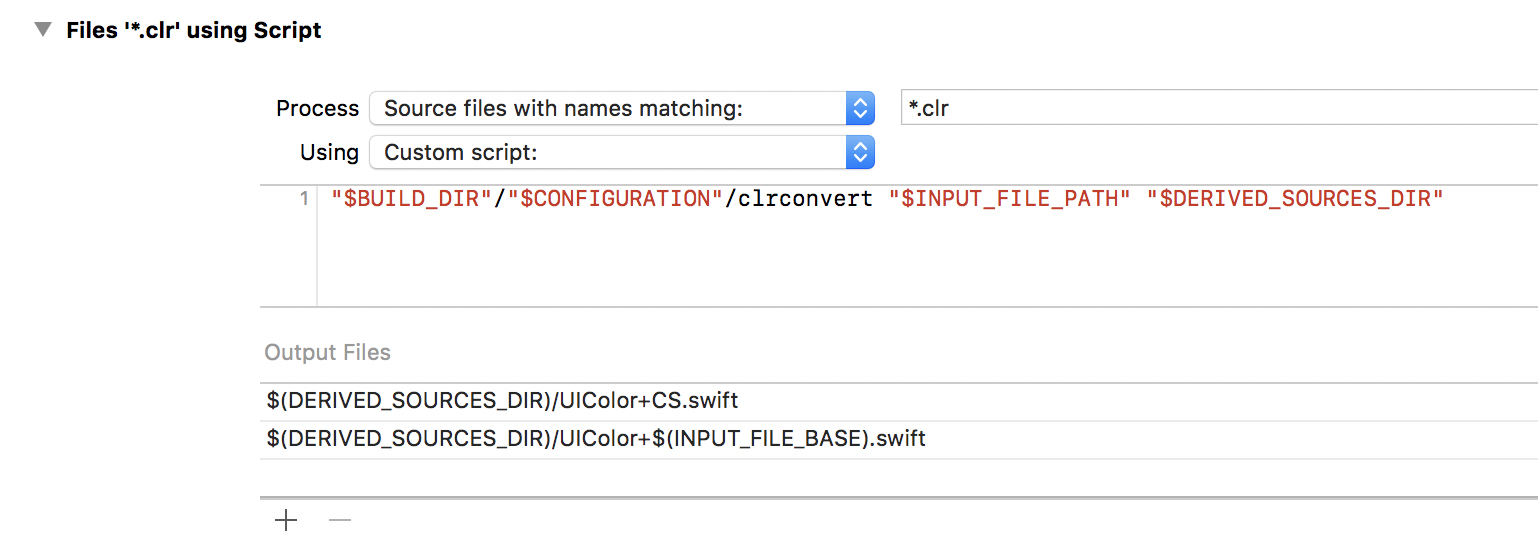 Files '*.clr' using Script
Process Source files with names matching: *.clr
Using Custom script:
1 "$BUILD_DIR"/"$CONFIGURATION"/clrconvert "$INPUT_FILE_PATH" "$DERIVED_SOURCES_DIR"
Output Files
$(DERIVED_SOURCES_DIR)/UIColor+CS.swift
$(DERIVED_SOURCES_DIR)/UIColor+$(INPUT_FILE_BASE).swift